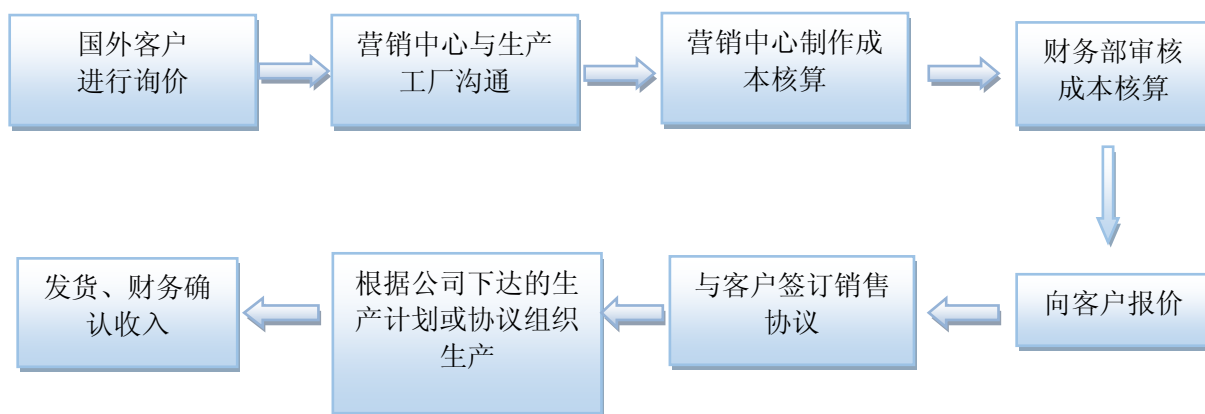 国外客户
进行询价
营销中心与生产
工厂沟通
营销中心制作成
本核算
财务部审核
成本核算
向客户报价
与客户签订销售
协议
根据公司下达的生
产计划或协议组织
生产
发货、财务确
认收入